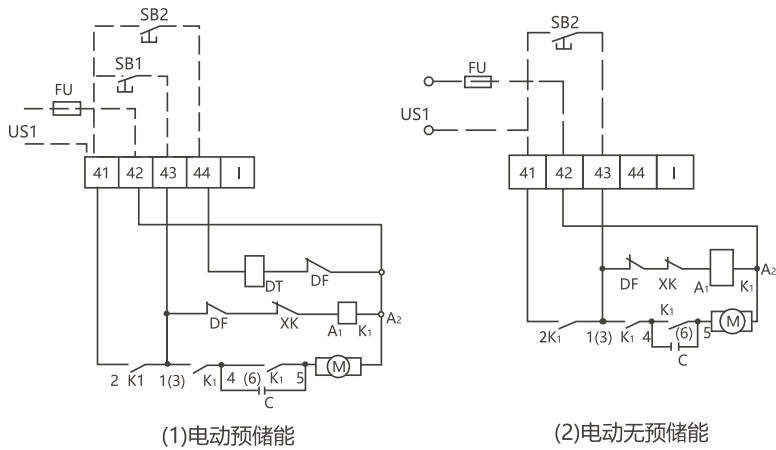 SB2
SB1
FU
US1
41 42 43 44 I
DT DF
DF XK A1 K1 A2
2 K1 1(3) K1 4 (6) K1 5 M
C
(1)电动预储能
SB2
FU
US1
41 42 43 44 I
DF XK A1 K1 A2
K1
2K1 1(3) K1 4 (6) 5 M
C
(2)电动无预储能